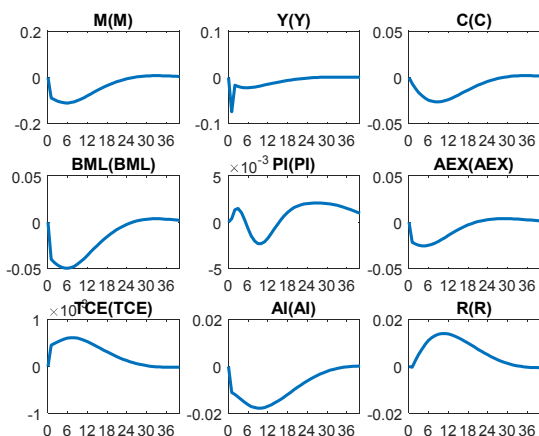 M(M) Y(Y) C(C)
0.2 0.1 0.05
0 0 0
-0.2 -0.1 -0.05
0 6 12 18 24 30 36 0 6 12 18 24 30 36 0 6 12 18 24 30 36
BML(BML) PI(PI) AEX(AEX)
0.05 5 ×10-3 0.05
0 0 0
-0.05 -5 -0.05
0 6 12 18 24 30 36 0 6 12 18 24 30 36 0 6 12 18 24 30 36
TCE(TCE) AI(AI) R(R)
1 ×10 0.02 0.02
0 0 0
-1 -0.02 -0.02
0 6 12 18 24 30 36 0 6 12 18 24 30 36 0 6 12 18 24 30 36